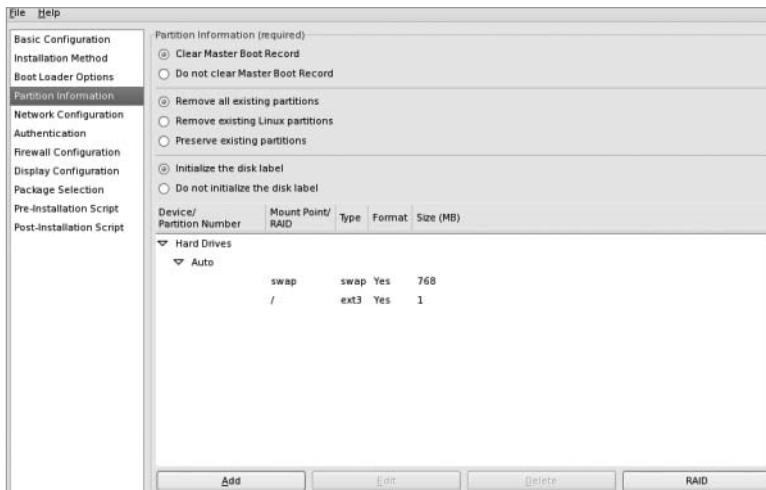 File Help
Basic Configuration
Installation Method
Boot Loader Options
Partition Information
Network Configuration
Authentication
Firewall Configuration
Display Configuration
Package Selection
Pre-Installation Script
Post-Installation Script
Partition Information (required)
Clear Master Boot Record
Do not clear Master Boot Record
Remove all existing partitions
Remove existing Linux partitions
Preserve existing partitions
Initialize the disk label
Do not initialize the disk label
Device/ Mount Point/
Partition Number RAID Type Format Size (MB)
Hard Drives
Auto
swap swap Yes 768
/ ext3 Yes 1
Add Edit Delete RAID